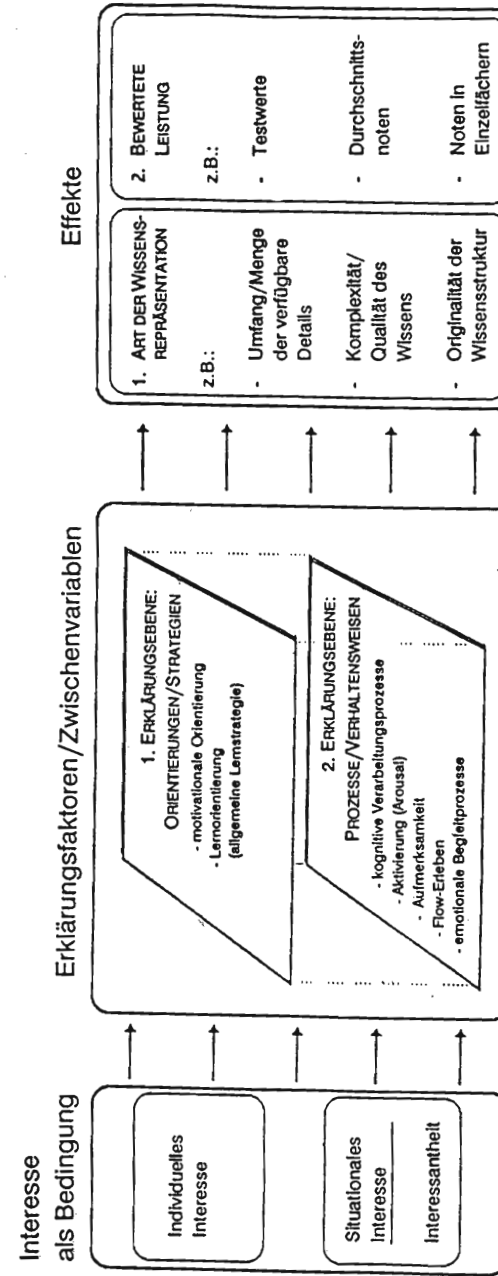 Interesse
als Bedingung
Individuelles
Interesse
Situationales
Interesse
Interessantheit
Erklärungsfaktoren/Zwischenvariablen
1. ERKLÄRUNGSEBENE:
ORIENTIERUNGEN/STRATEGIEN
- motivationale Orientierung
- Lernorientierung
(allgemeine Lernstrategie)
2. ERKLÄRUNGSEBENE:
PROZESSE/VERHALTENSWEISEN
- kognitive Verarbeitungsprozesse
- Aktivierung (Arousal)
- Aufmerksamkeit
- Flow-Erleben
- emotionale Begleitprozesse
Effekte
1. ART DER WISSENS-
REPRÄSENTATION
z.B.:
- Umfang/Menge
der verfügbare
Details
- Komplexität/
Qualität des
Wissens
- Originalität der
Wissensstruktur
2. BEWERTETE
LEISTUNG
z.B.:
- Testwerte
- Durchschnitts-
noten
- Noten in
Einzelfächern